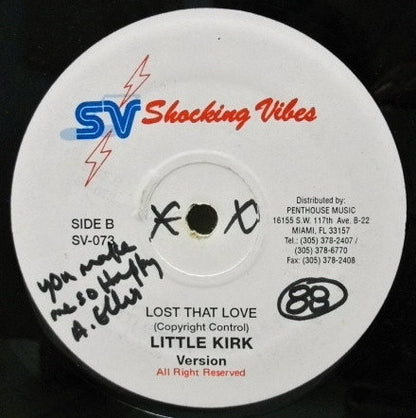 SV Shocking Vibes
SIDE B
SV-073
X X
Distributed by:
PENTHOUSE MUSIC
16155 S.W. 117th Ave. B-22
MIAMI, FL 33157
Tel.: (305) 378-2407 /
(305) 378-6770
Fax: (305) 378-2408
you make
me so Happy
A. Ellis
88
LOST THAT LOVE
(Copyright Control)
LITTLE KIRK
Version
All Right Reserved